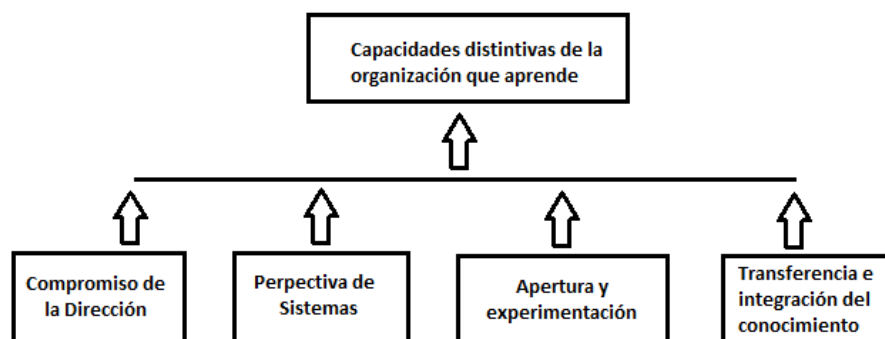 Capacidades distintivas de la
organización que aprende
Compromiso de
la Dirección
Perpectiva de
Sistemas
Apertura y
experimentación
Transferencia e
integración del
conocimiento